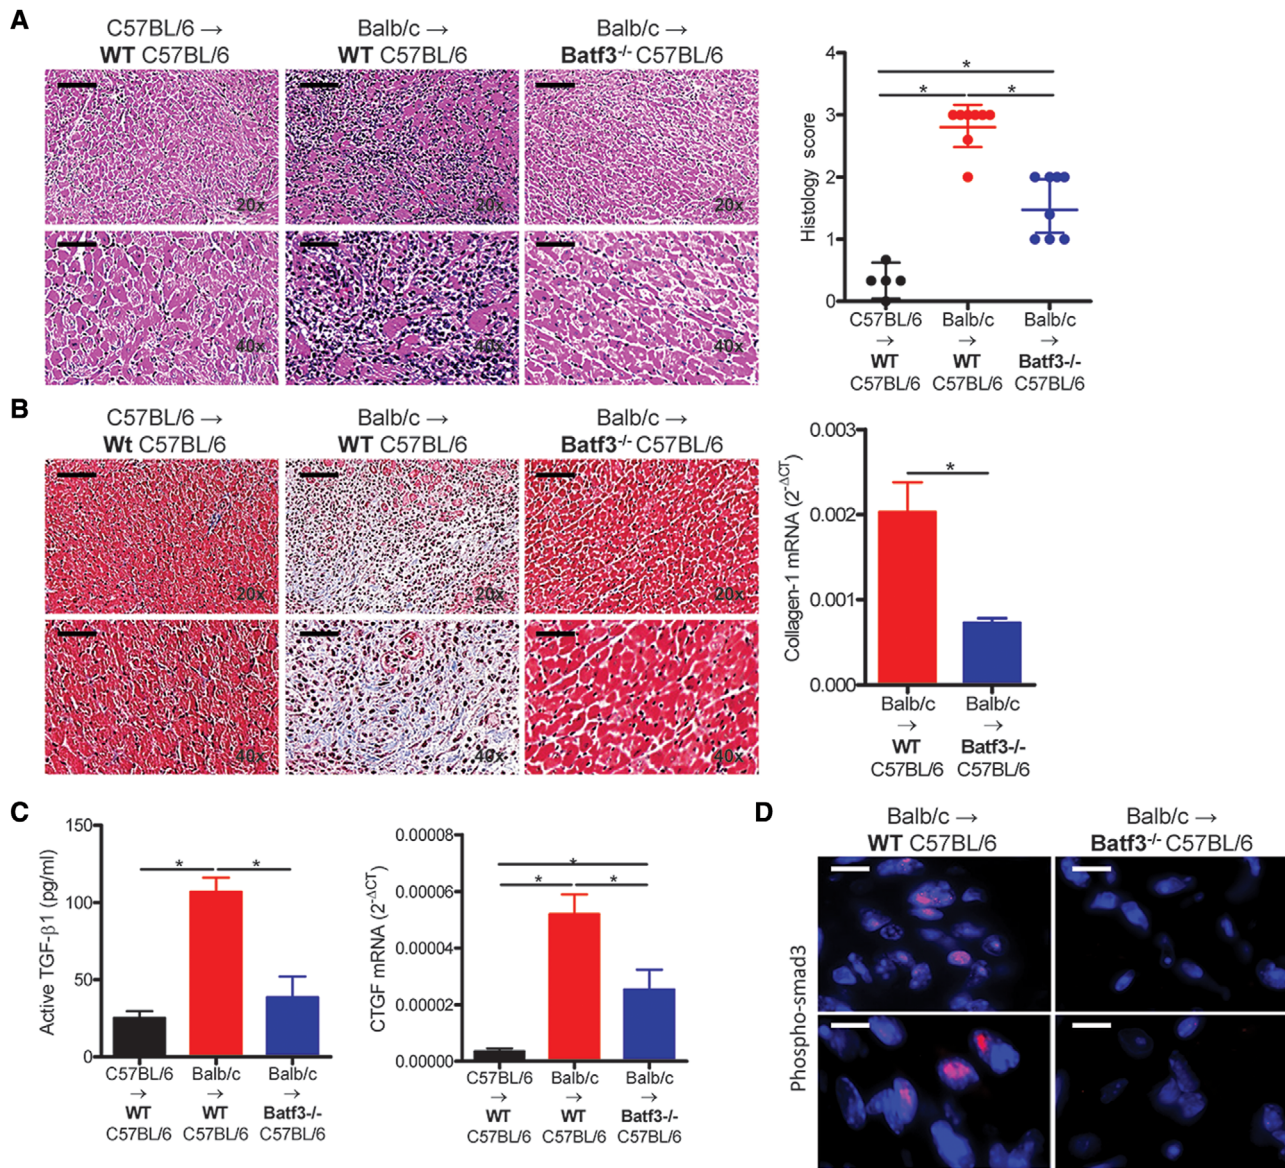 A
C57BL/6 →
WT C57BL/6
Balb/c →
WT C57BL/6
Balb/c →
Batf3-/- C57BL/6
20x
20x
20x
40x
40x
40x
Histology score
4
3
2
1
0
*
*
*
C57BL/6
→
WT
C57BL/6
Balb/c
→
WT
C57BL/6
Balb/c
→
Batf3-/-
C57BL/6
B
C57BL/6 →
Wt C57BL/6
Balb/c →
WT C57BL/6
Balb/c →
Batf3-/- C57BL/6
20x
20x
20x
40x
40x
40x
Collagen-1 mRNA (2-ΔCT)
0.003
0.002
0.001
0.000
*
Balb/c
→
WT
C57BL/6
Balb/c
→
Batf3-/-
C57BL/6
C
Active TGF-β1 (pg/ml)
150
100
50
0
*
*
C57BL/6
→
WT
C57BL/6
Balb/c
→
WT
C57BL/6
Balb/c
→
Batf3-/-
C57BL/6
CTGF mRNA (2-ΔCT)
0.00008
0.00006
0.00004
0.00002
0.00000
*
*
*
C57BL/6
→
WT
C57BL/6
Balb/c
→
WT
C57BL/6
Balb/c
→
Batf3-/-
C57BL/6
D
Balb/c →
WT C57BL/6
Balb/c →
Batf3-/- C57BL/6
Phospho-smad3